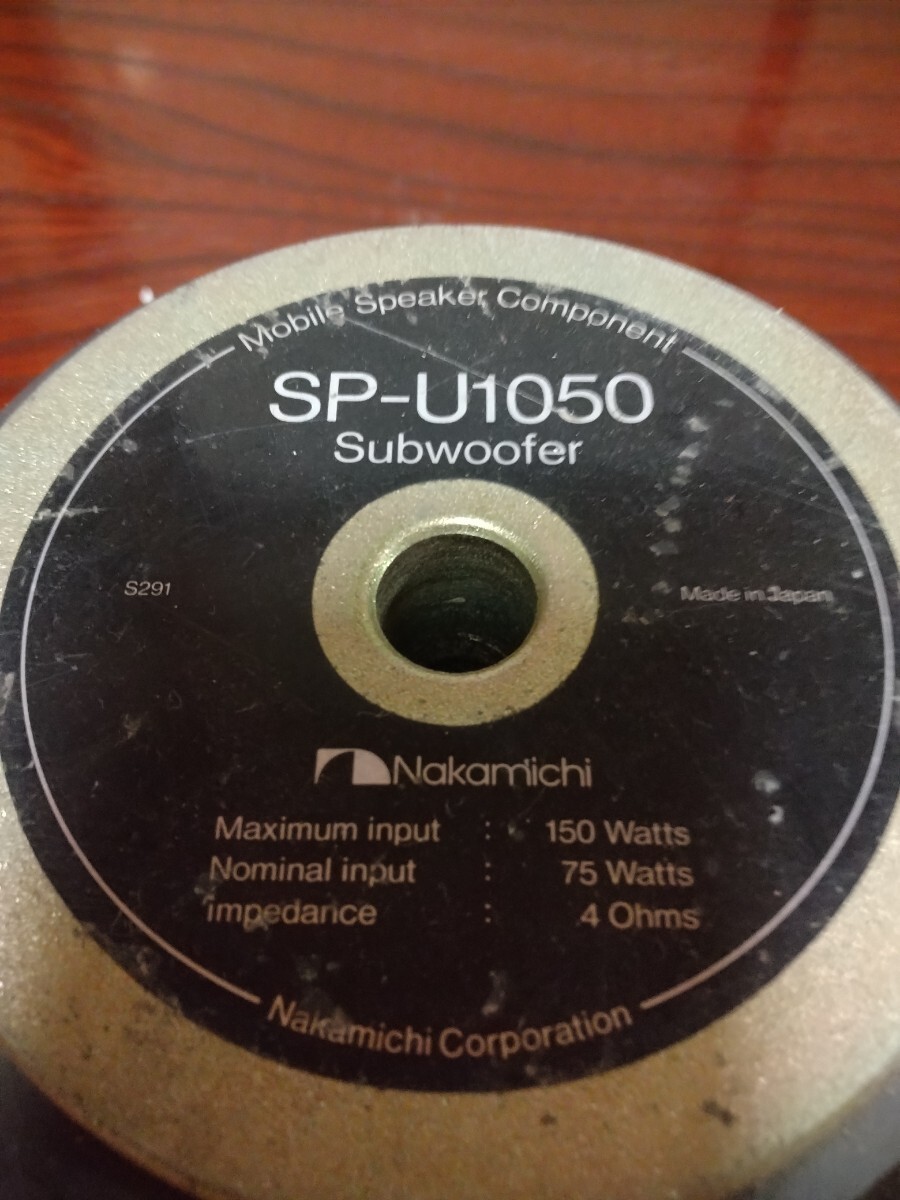 Mobile Speaker Component
SP-U1050
Subwoofer
S291
Made in Japan
Nakamichi
Maximum input : 150 Watts
Nominal input : 75 Watts
impedance : 4 Ohms
Nakamichi Corporation